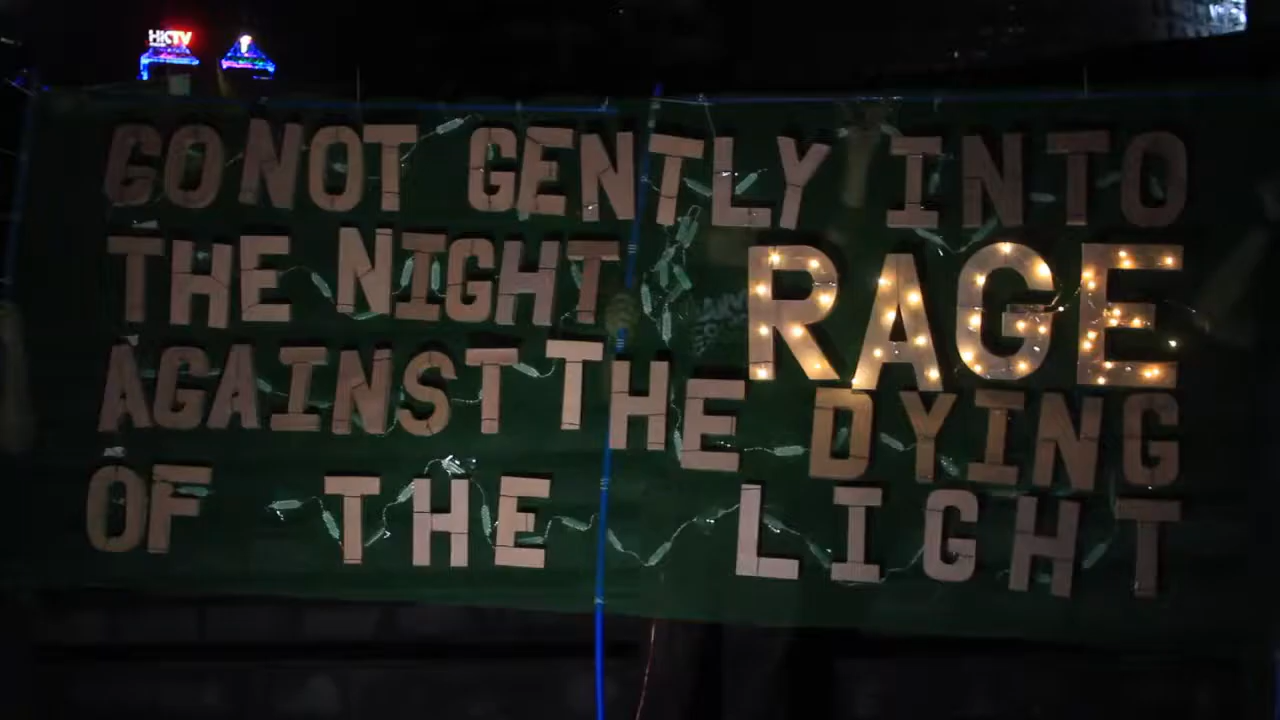 HKTV
GO NOT GENTLY INTO
THE NIGHT RAGE
AGAINST THE DYING
OF THE LIGHT